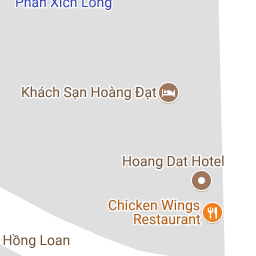 Phan Xích Long
Khách Sạn Hoàng Đạt
Hoang Dat Hotel
Chicken Wings
Restaurant
Hồng Loan